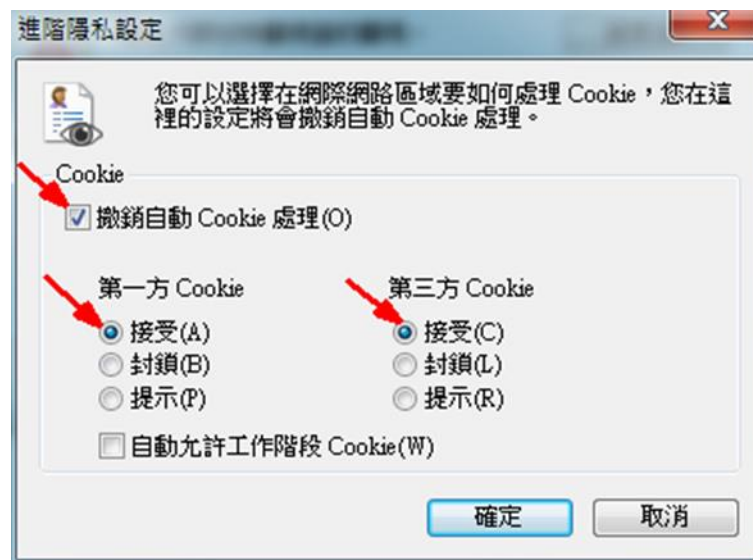 進階隱私設定
您可以選擇在網際網路區域要如何處理 Cookie，您在這
裡的設定將會撤銷自動 Cookie 處理。
Cookie
撤銷自動 Cookie 處理(O)
第一方 Cookie
第三方 Cookie
接受(A)
接受(C)
封鎖(B)
封鎖(L)
提示(P)
提示(R)
自動允許工作階段 Cookie(W)
確定
取消